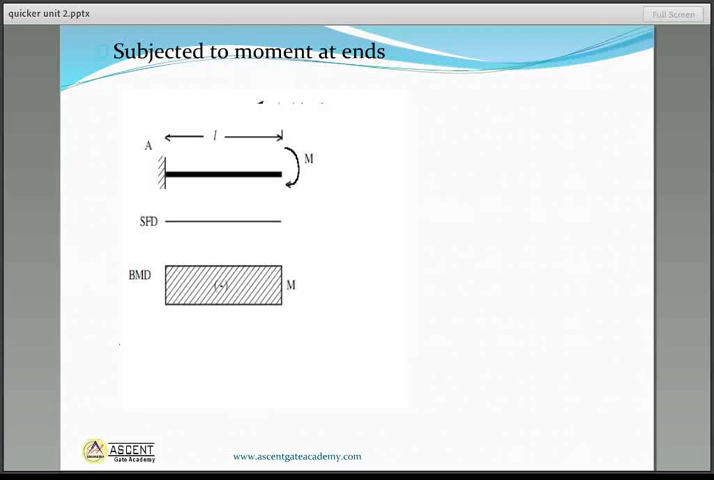 quicker unit 2.pptx
Full Screen
Subjected to moment at ends
l
A
M
SFD
BMD
(-)
M
ASCENT
Gate Academy
www.ascentgateacademy.com